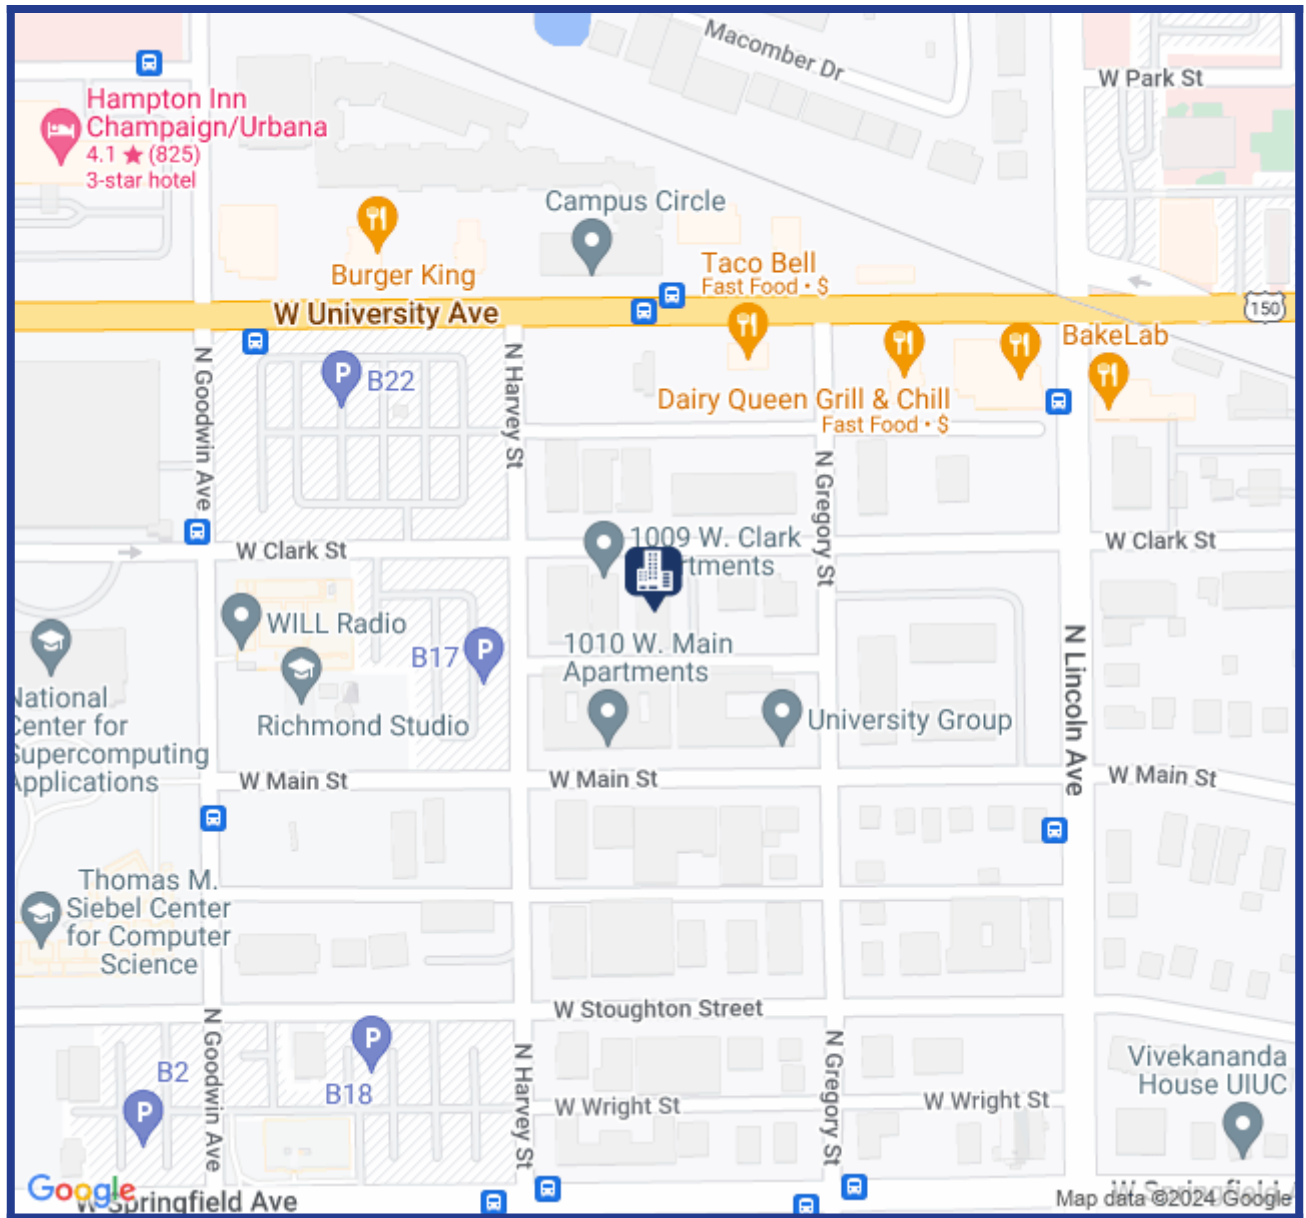 Macomber Dr
W Park St
Hampton Inn
Champaign/Urbana
4.1 ★ (825)
3-star hotel
Campus Circle
Burger King
Taco Bell
Fast Food • $
W University Ave
150
BakeLab
B22
P
N Goodwin Ave
N Harvey St
Dairy Queen Grill & Chill
Fast Food • $
N Gregory St
1009 W. Clark
rtments
W Clark St
W Clark St
WILL Radio
B17
P
1010 W. Main
Apartments
Richmond Studio
University Group
N Lincoln Ave
National
Center for
Supercomputing
Applications
W Main St
W Main St
W Main St
Thomas M.
Siebel Center
for Computer
Science
W Stoughton Street
N Goodwin Ave
P
B18
B2
P
N Harvey St
N Gregory St
Vivekananda
House UIUC
W Wright St
W Wright St
Google
W Springfield Ave
W Springfield A
Map data ©2024 Google